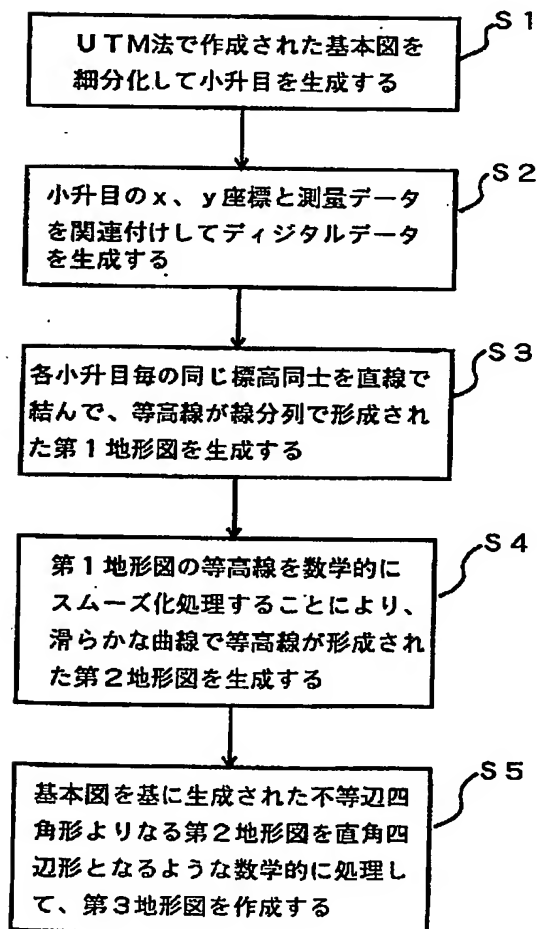 S1
UTM法で作成された基本図を
細分化して小升目を生成する
S2
小升目のx、y座標と測量データ
を関連付けしてディジタルデータ
を生成する
S3
各小升目毎の同じ標高同士を直線で
結んで、等高線が線分列で形成され
た第1地形図を生成する
S4
第1地形図の等高線を数学的に
スムーズ化処理することにより、
滑らかな曲線で等高線が形成され
た第2地形図を生成する
S5
基本図を基に生成された不等辺四
角形よりなる第2地形図を直角四
辺形となるような数学的に処理し
て、第3地形図を作成する